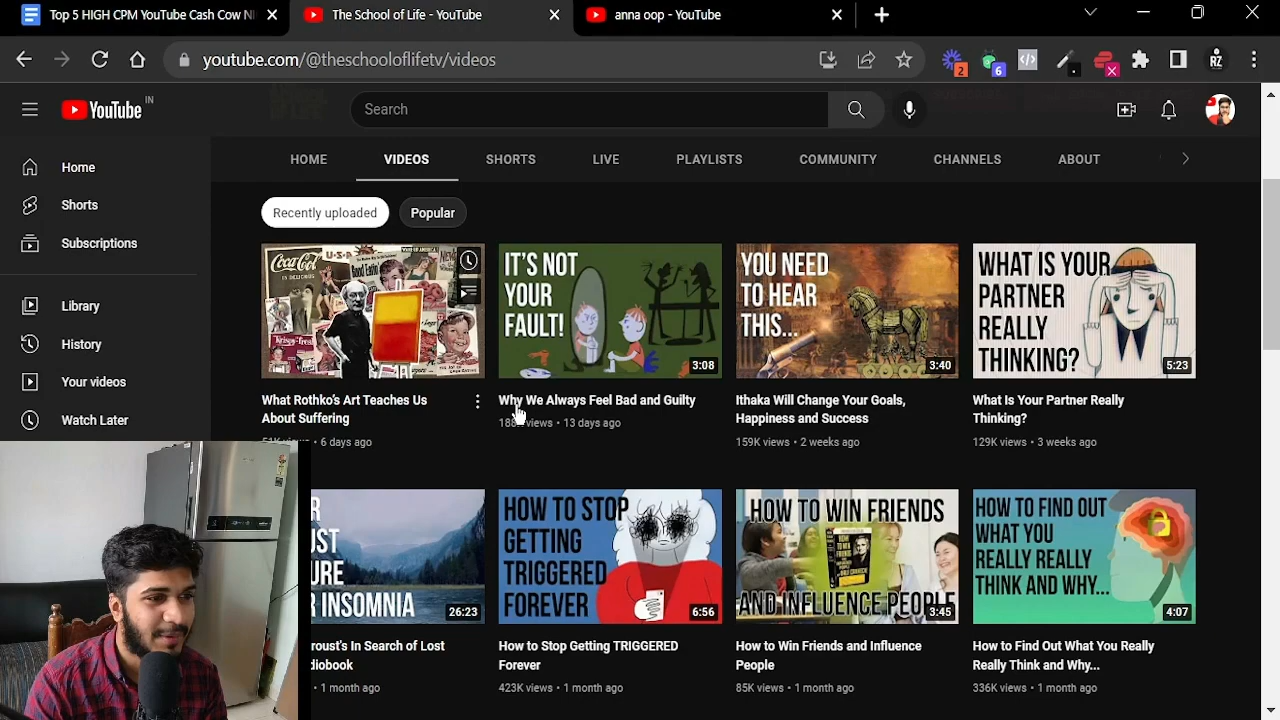 Top 5 HIGH CPM YouTube Cash Cow NI
The School of Life - YouTube
anna oop - YouTube
youtube.com/@theschooloflifetv/videos
2
6
RZ
YouTube IN
Search
Home
Shorts
Subscriptions
Library
History
Your videos
Watch Later
HOME
VIDEOS
SHORTS
LIVE
PLAYLISTS
COMMUNITY
CHANNELS
ABOUT
Recently uploaded
Popular
Coca-Cola
U-S-A
What Rothko's Art Teaches Us
About Suffering
6 days ago
IT'S NOT
YOUR
FAULT!
3:08
Why We Always Feel Bad and Guilty
views • 13 days ago
YOU NEED
TO HEAR
THIS...
3:40
Ithaka Will Change Your Goals,
Happiness and Success
159K views • 2 weeks ago
WHAT IS YOUR
PARTNER
REALLY
THINKING?
5:23
What Is Your Partner Really
Thinking?
129K views • 3 weeks ago
R
UST
URE
R INSOMNIA
26:23
roust's In Search of Lost
diobook
• 1 month ago
HOW TO STOP
GETTING
TRIGGERED
FOREVER
6:56
How to Stop Getting TRIGGERED
Forever
423K views • 1 month ago
HOW TO WIN FRIENDS
AND INFLUENCE PEOPLE
3:45
How to Win Friends and Influence
People
85K views • 1 month ago
HOW TO FIND OUT
WHAT YOU
REALLY REALLY
THINK AND WHY...
4:07
How to Find Out What You Really
Really Think and Why...
336K views • 1 month ago